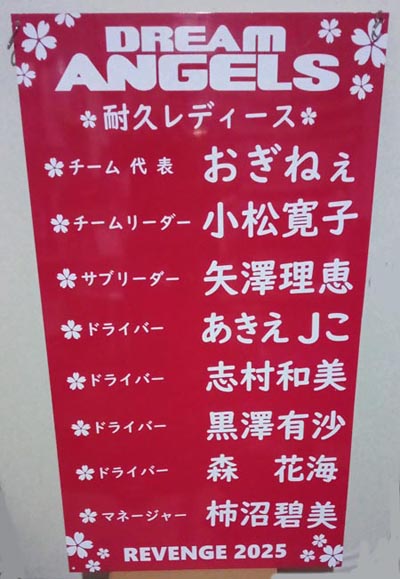 DREAM
ANGELS
耐久レディース
チーム代表 おぎねぇ
チームリーダー 小松寛子
サブリーダー 矢澤理恵
ドライバー あきえJこ
ドライバー 志村和美
ドライバー 黒澤有沙
ドライバー 森 花海
マネージャー 柿沼碧美
REVENGE 2025